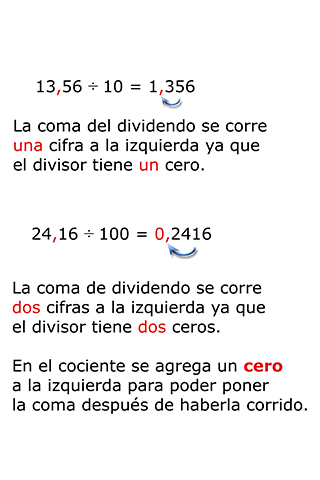 13,56 ÷ 10 = 1,356
La coma del dividendo se corre
una cifra a la izquierda ya que
el divisor tiene un cero.
24,16 ÷ 100 = 0,2416
La coma de dividendo se corre
dos cifras a la izquierda ya que
el divisor tiene dos ceros.
En el cociente se agrega un cero
a la izquierda para poder poner
la coma después de haberla corrido.